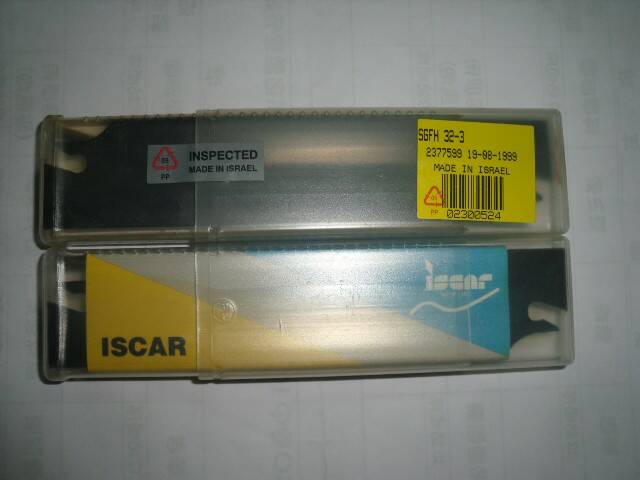 SGFH 32-3
2377599 19-08-1999
MADE IN ISRAEL
PP
02300524
INSPECTED
MADE IN ISRAEL
PP
ISCAR
iscar